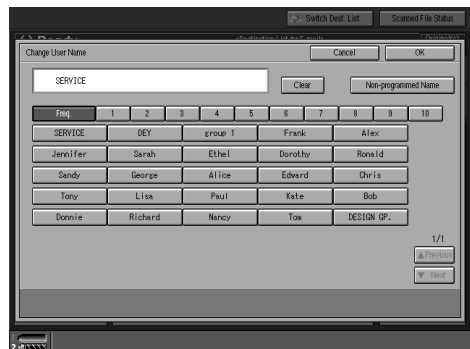 Switch Dest. List Scanned File Status
Change User Name Cancel OK
SERVICE Clear Non-programmed Name
Freq. 1 2 3 4 5 6 7 8 9 10
SERVICE DEY group 1 Frank Alex
Jennifer Sarah Ethel Dorothy Ronald
Sandy George Alice Edward Chris
Tony Lisa Paul Kate Bob
Donnie Richard Nancy Tom DESIGN GP.
1/1
▲ Previous
▼ Next